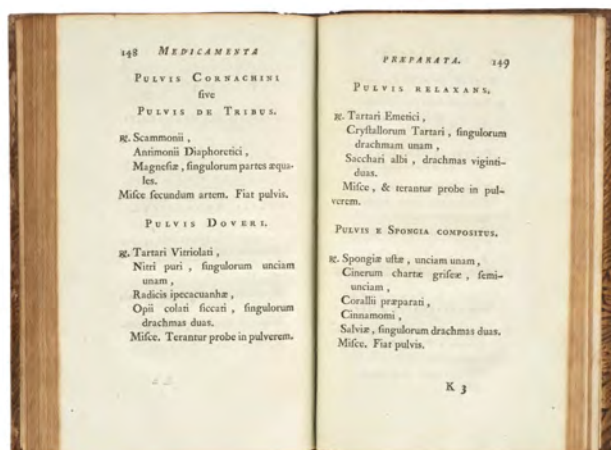 148 MEDICAMENTA
PULVIS CORNACHINI
ſive
PULVIS DE TRIBUS.
℞. Scammonii,
Antimonii Diaphoretici,
Magneſiæ, ſingulorum partes æqua-
les.
Miſce ſecundum artem. Fiat pulvis.
PULVIS DOVERI.
℞. Tartari Vitriolati,
Nitri puri, ſingulorum unciam
unam,
Radicis ipecacuanhæ,
Opii colati ſiccati, ſingulorum
drachmas duas.
Miſce. Terantur probe in pulverem.
PRÆPARATA. 149
PULVIS RELAXANS.
℞. Tartari Emetici,
Cryſtallorum Tartari, ſingulorum
drachmam unam,
Sacchari albi, drachmas viginti-
duas.
Miſce, & terantur probe in pul-
verem.
PULVIS E SPONGIA COMPOSITUS.
℞. Spongiæ uſtæ, unciam unam,
Cinerum chartæ griſeæ, ſemi-
unciam,
Corallii præparati,
Cinnamomi,
Salviæ, ſingulorum drachmas duas.
Miſce. Fiat pulvis.
K 3